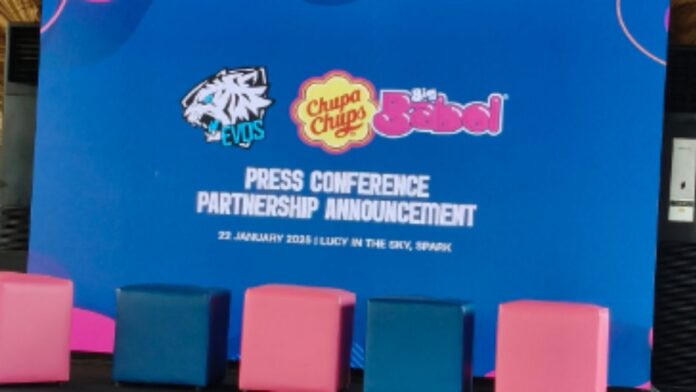 EVOS
Chupa Chups
Big Babol
PRESS CONFERENCE
PARTNERSHIP ANNOUNCEMENT
22 JANUARY 2025 | LUCY IN THE SKY, SPARK